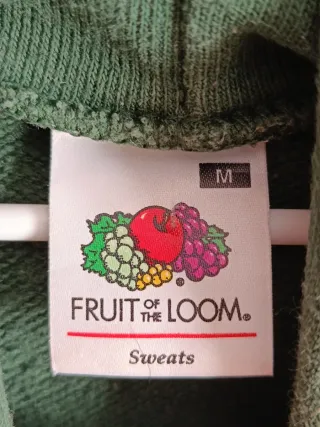 M
®
FRUIT OF THE LOOM®
Sweats